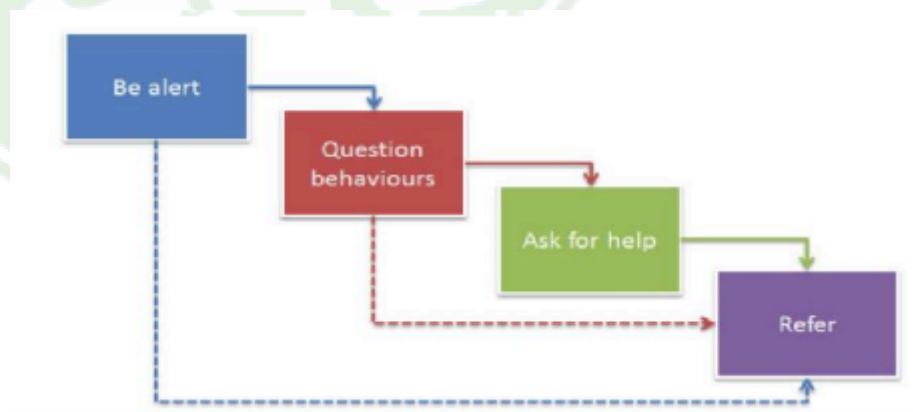 Be alert
Question
behaviours
Ask for help
Refer